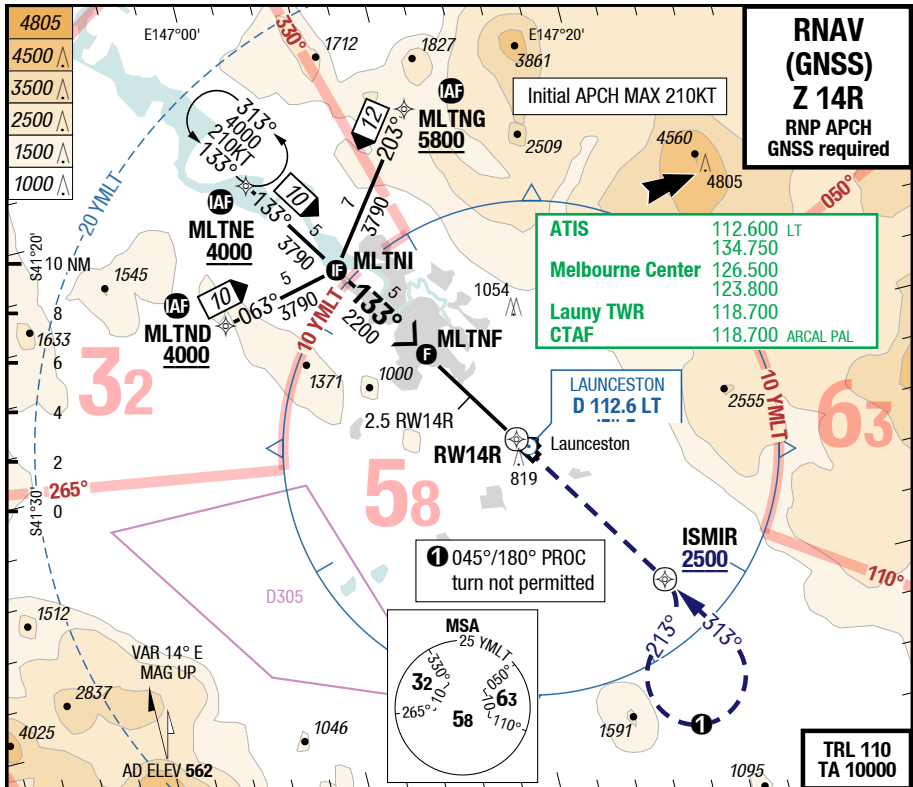 4805
4500
3500
2500
1500
1000
E147°00'
330°
1712
1827
3861
E147°20'
RNAV
(GNSS)
Z 14R
RNP APCH
GNSS required
Initial APCH MAX 210KT
IAF
MLTNG
5800
12
203°
2509
4560
4805
050°
313°
4000
210KT
133°
20 YMLT
IAF
MLTNE
4000
10
-133°
5
3790
7
3790
S41°20'
10 NM
8
6
4
2
0
S41°30'
1545
1633
IAF
MLTND
4000
10
-063°
5
3790
IF
MLTNI
-133°
5
2200
10 YMLT
1054
ATIS 112.600 LT
134.750
Melbourne Center 126.500
123.800
Launy TWR 118.700
CTAF 118.700 ARCAL PAL
F
MLTNF
1371
1000
32
2.5 RW14R
LAUNCESTON
D 112.6 LT
RW14R
Launceston
819
2555
10 YMLT
63
265°
58
D305
1 045°/180° PROC
turn not permitted
ISMIR
2500
110°
213°
313°
1
1591
1512
VAR 14° E
MAG UP
2837
4025
1046
AD ELEV 562
MSA
25 YMLT
330°
32
-10-
265°
58
050°
63
-10-
110°
1095
TRL 110
TA 10000